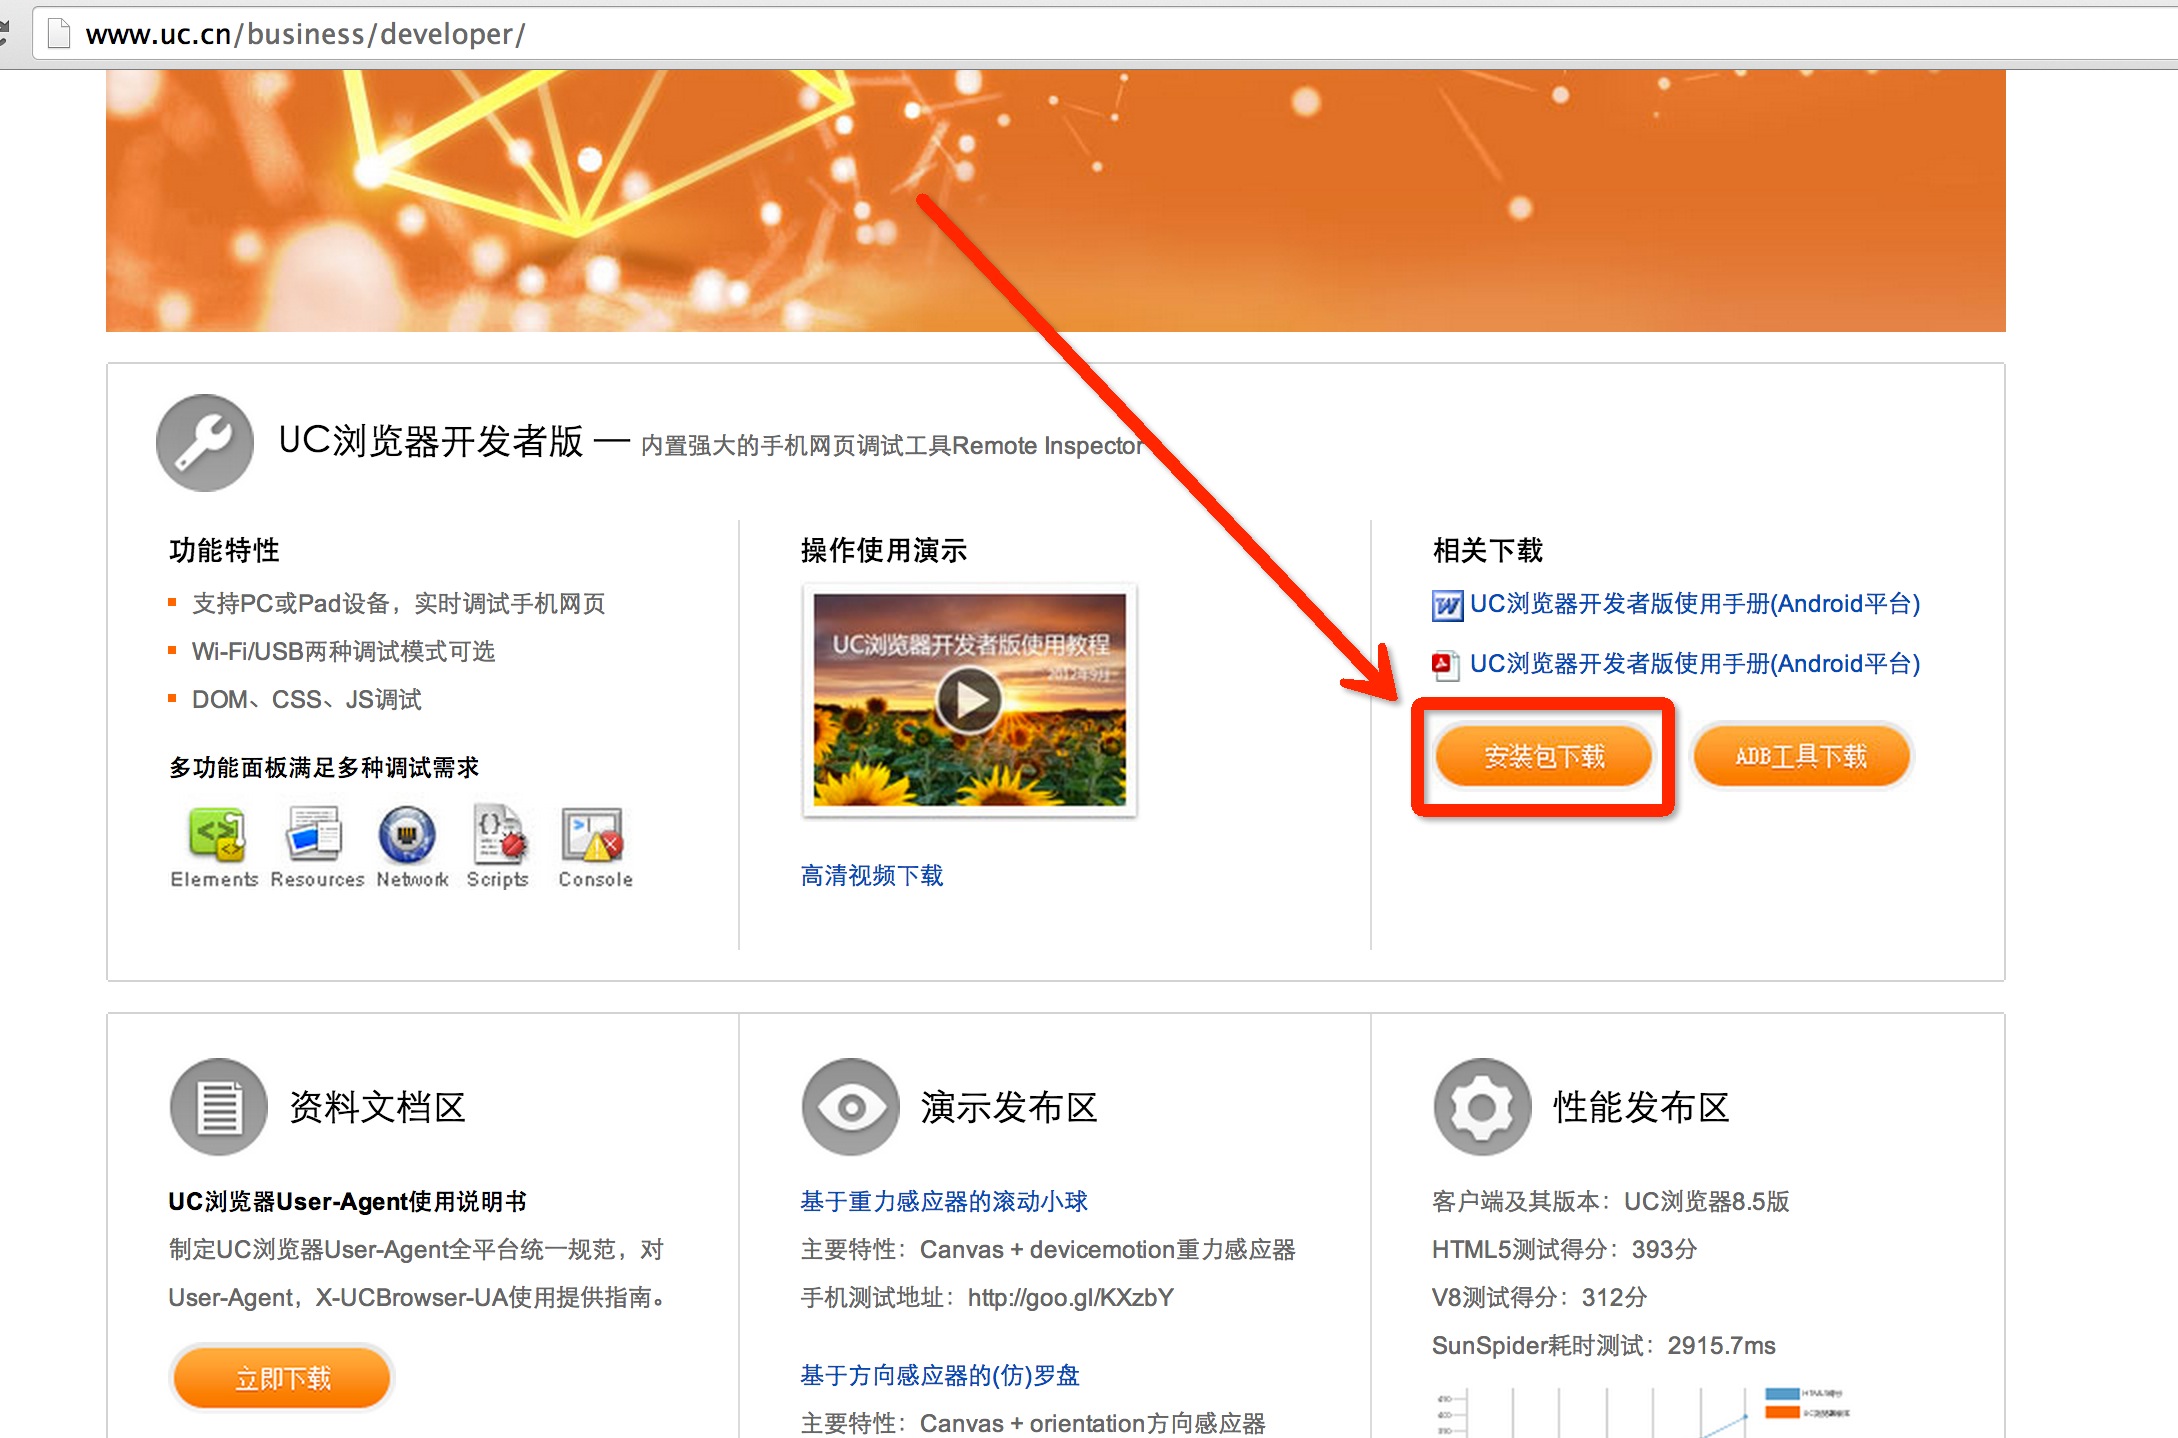 www.uc.cn/business/developer/
UC浏览器开发者版 — 内置强大的手机网页调试工具Remote Inspector
功能特性
支持PC或Pad设备，实时调试手机网页
Wi-Fi/USB两种调试模式可选
DOM、CSS、JS调试
多功能面板满足多种调试需求
Elements Resources Network Scripts Console
操作使用演示
UC浏览器开发者版使用教程
2012年9月
高清视频下载
相关下载
UC浏览器开发者版使用手册(Android平台)
UC浏览器开发者版使用手册(Android平台)
安装包下载
ADB工具下载
资料文档区
UC浏览器User-Agent使用说明书
制定UC浏览器User-Agent全平台统一规范，对
User-Agent，X-UCBrowser-UA使用提供指南。
立即下载
演示发布区
基于重力感应器的滚动小球
主要特性：Canvas + devicemotion重力感应器
手机测试地址：http://goo.gl/KXzbY
基于方向感应器的(仿)罗盘
主要特性：Canvas + orientation方向感应器
性能发布区
客户端及其版本：UC浏览器8.5版
HTML5测试得分：393分
V8测试得分：312分
SunSpider耗时测试：2915.7ms